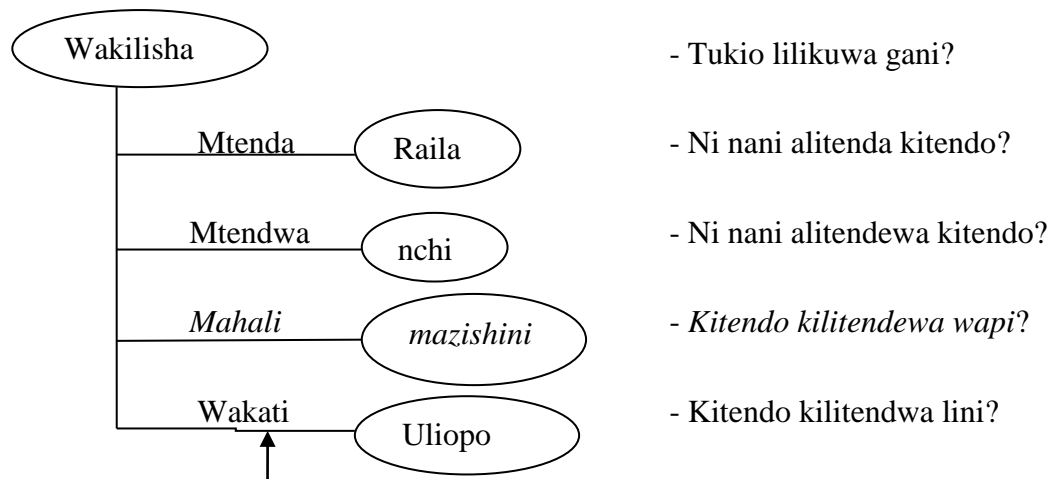 Wakilisha - Tukio lilikuwa gani?
Mtenda Raila - Ni nani alitenda kitendo?
Mtendwa nchi - Ni nani alitendewa kitendo?
Mahali mazishini - Kitendo kilitendewa wapi?
Wakati Uliopo - Kitendo kilitendwa lini?